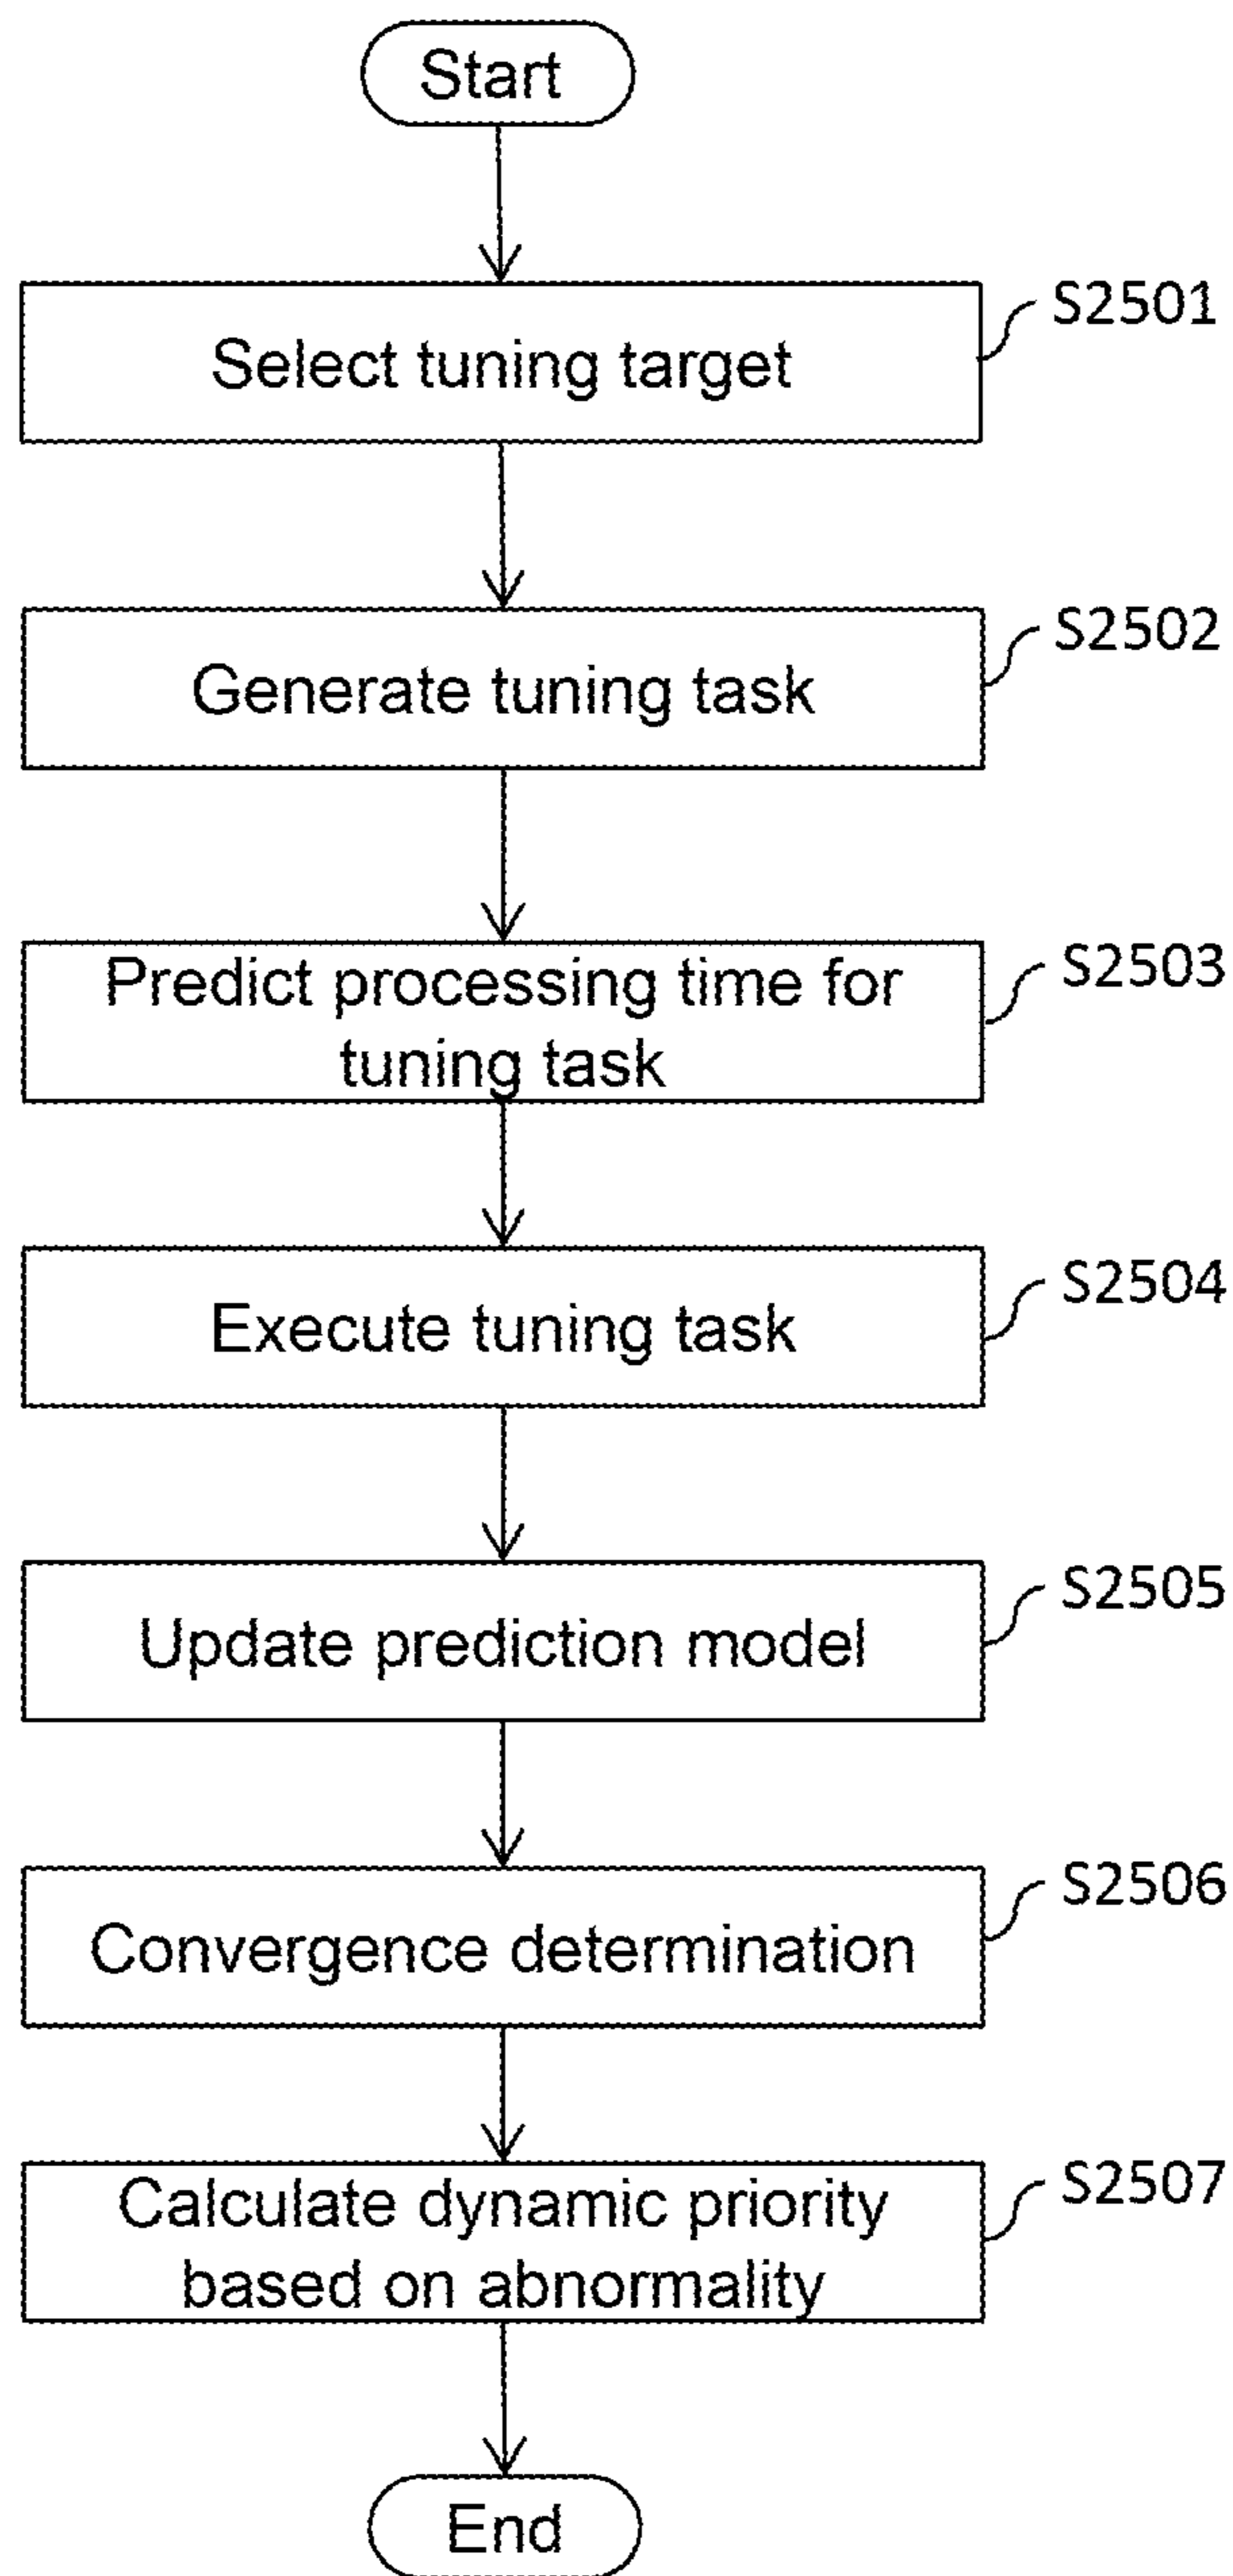 Start
S2501
Select tuning target
S2502
Generate tuning task
S2503
Predict processing time for
tuning task
S2504
Execute tuning task
S2505
Update prediction model
S2506
Convergence determination
S2507
Calculate dynamic priority
based on abnormality
End